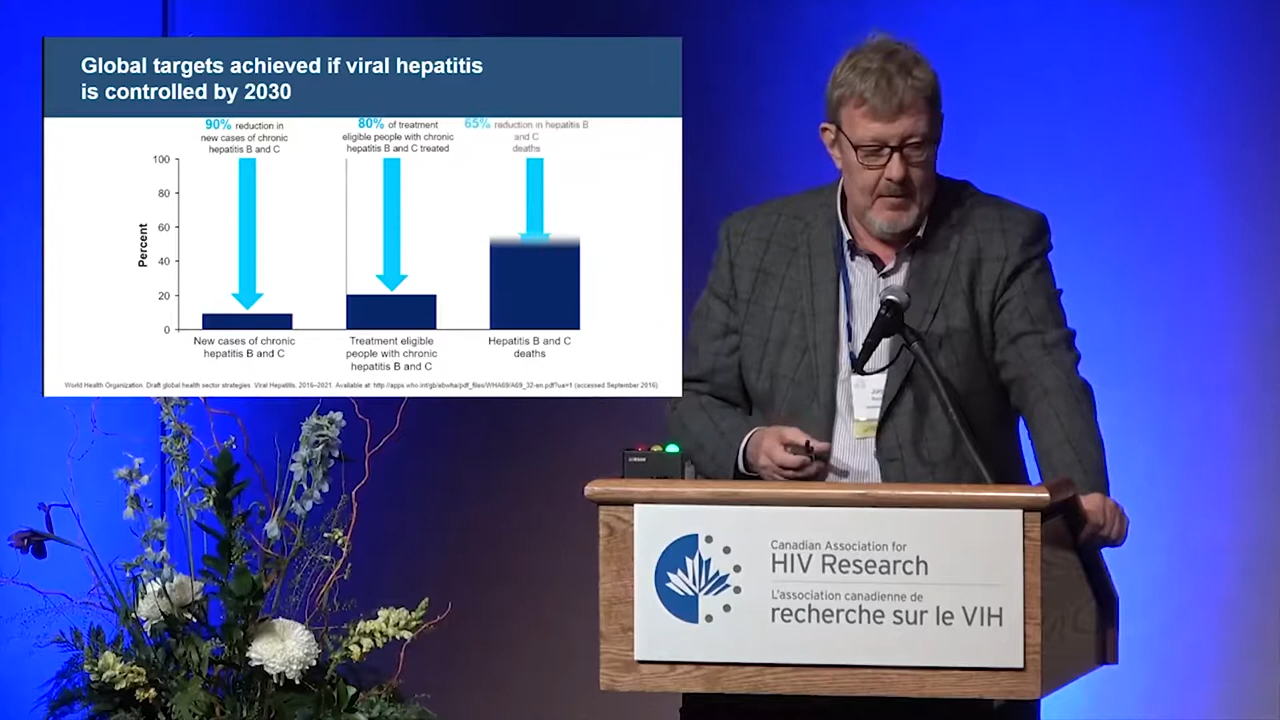 Global targets achieved if viral hepatitis
is controlled by 2030
90% reduction in
new cases of chronic
hepatitis B and C
80% of treatment
eligible people with chronic
hepatitis B and C treated
65% reduction in hepatitis B
and C
deaths
100
80
60
40
20
0
Percent
New cases of chronic
hepatitis B and C
Treatment eligible
people with chronic
hepatitis B and C
Hepatitis B and C
deaths
World Health Organization. Draft global health sector strategies. Viral Hepatitis, 2016–2021. Available at: http://apps.who.int/gb/ebwha/pdf_files/WHA69/A69_32-en.pdf?ua=1 (accessed September 2016)
Canadian Association for
HIV Research
L'association canadienne de
recherche sur le VIH